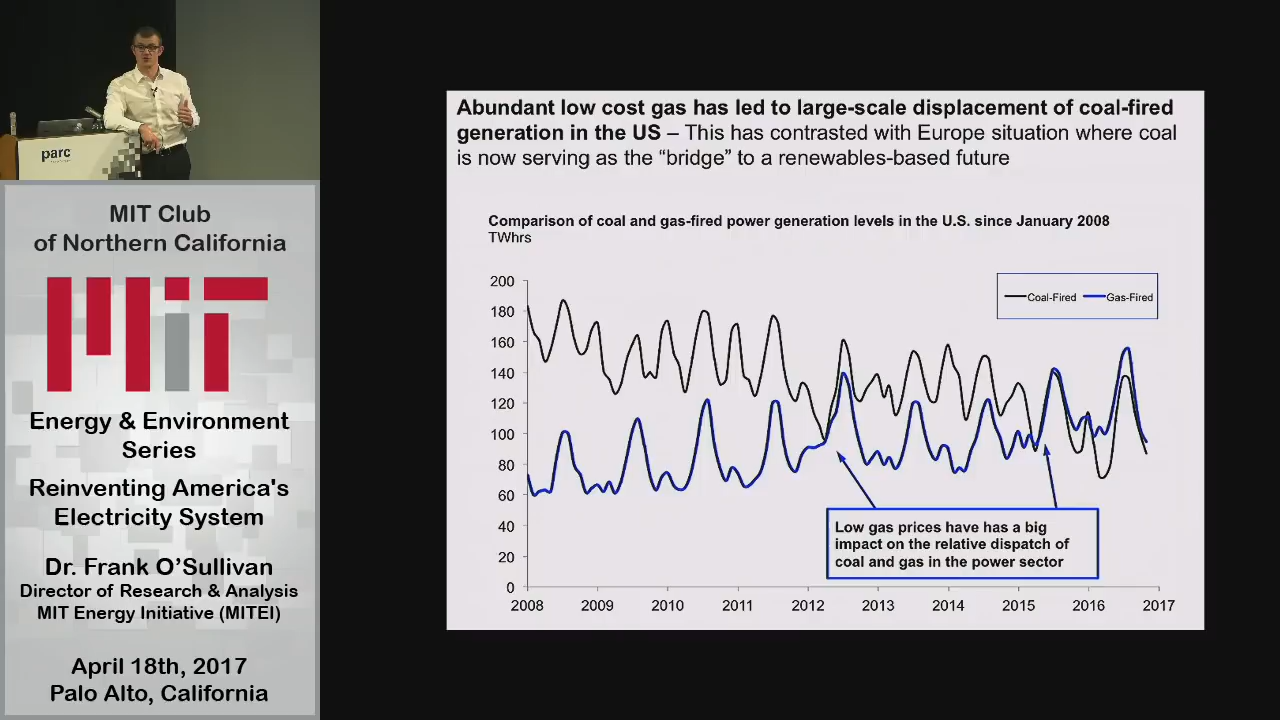 parc
MIT Club
of Northern California
MIT
Energy & Environment
Series
Reinventing America's
Electricity System
Dr. Frank O'Sullivan
Director of Research & Analysis
MIT Energy Initiative (MITEI)
April 18th, 2017
Palo Alto, California
Abundant low cost gas has led to large-scale displacement of coal-fired
generation in the US – This has contrasted with Europe situation where coal
is now serving as the “bridge” to a renewables-based future
Comparison of coal and gas-fired power generation levels in the U.S. since January 2008
TWhrs
200
180
160
140
120
100
80
60
40
20
0
Coal-Fired Gas-Fired
Low gas prices have has a big
impact on the relative dispatch of
coal and gas in the power sector
2008 2009 2010 2011 2012 2013 2014 2015 2016 2017